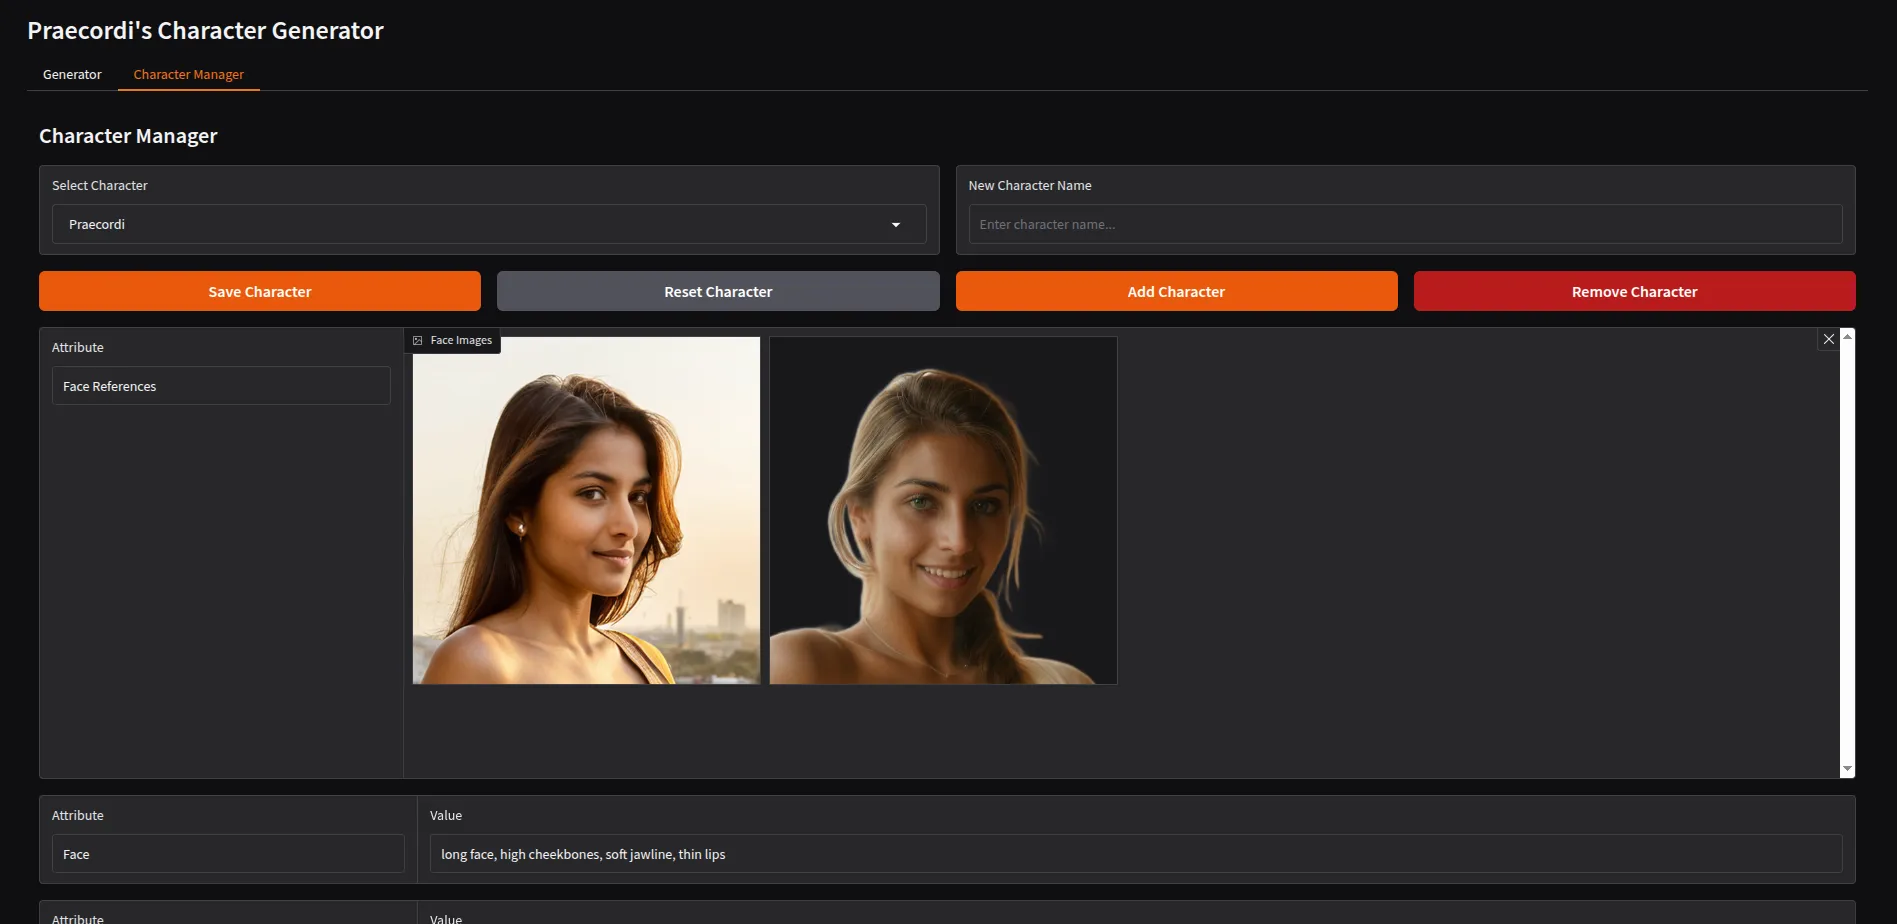 Praecordi's Character Generator
Generator Character Manager
Character Manager
Select Character
Praecordi
New Character Name
Enter character name...
Save Character Reset Character Add Character Remove Character
Attribute
Face References
Face Images
Attribute
Face
Value
long face, high cheekbones, soft jawline, thin lips
Attribute
Value